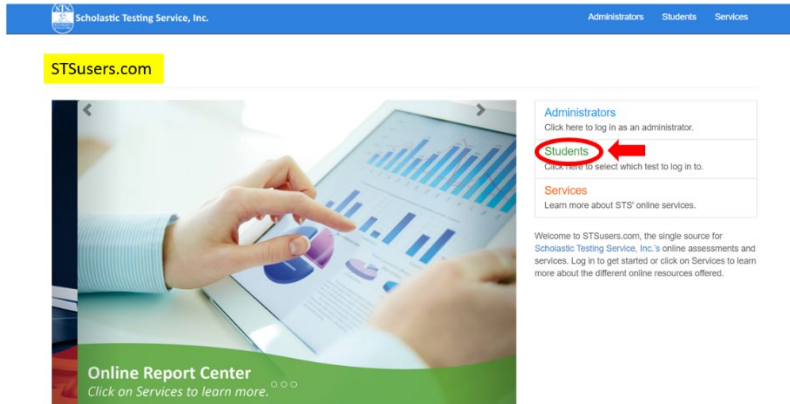 STS
Scholastic Testing Service, Inc.
Administrators Students Services
STSusers.com
Administrators
Click here to log in as an administrator.
Students
Click here to select which test to log in to.
Services
Learn more about STS' online services.
Welcome to STSusers.com, the single source for
Scholastic Testing Service, Inc.'s online assessments and
services. Log in to get started or click on Services to learn
more about the different online resources offered.
Online Report Center
Click on Services to learn more.